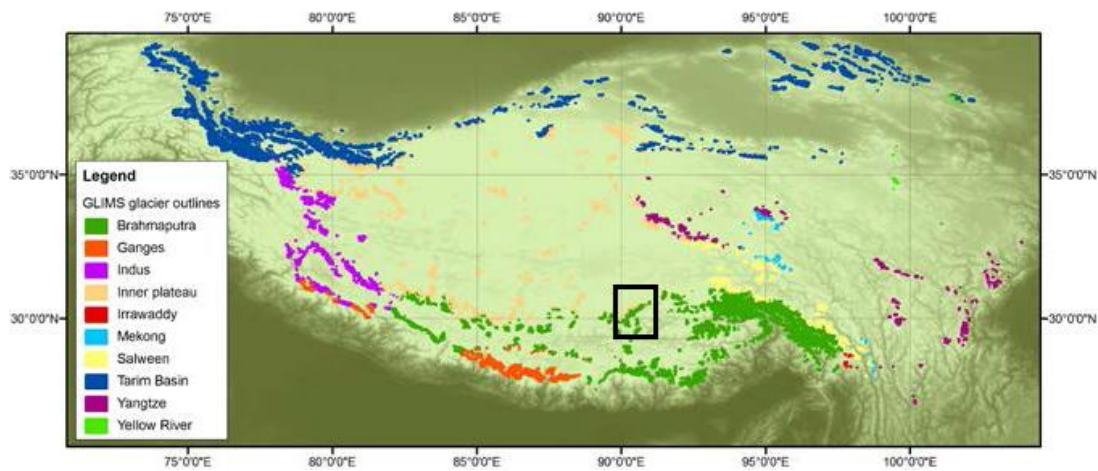 75°0'0"E 80°0'0"E 85°0'0"E 90°0'0"E 95°0'0"E 100°0'0"E
35°0'0"N 35°0'0"N
30°0'0"N 30°0'0"N
Legend
GLIMS glacier outlines
Brahmaputra
Ganges
Indus
Inner plateau
Irrawaddy
Mekong
Salween
Tarim Basin
Yangtze
Yellow River
75°0'0"E 80°0'0"E 85°0'0"E 90°0'0"E 95°0'0"E 100°0'0"E